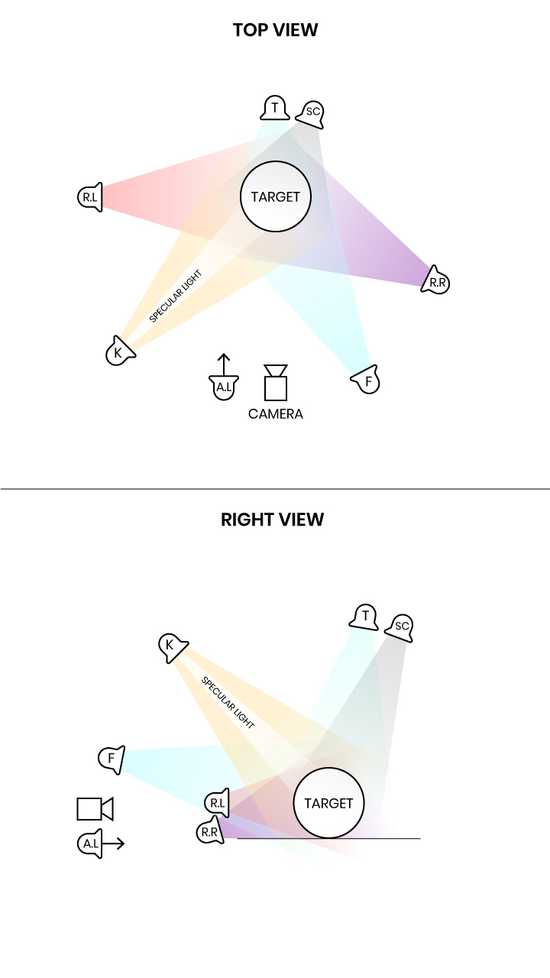 TOP VIEW
T
SC
R.L
TARGET
R.R
SPECULAR LIGHT
K
A.L
F
CAMERA
RIGHT VIEW
T
SC
K
SPECULAR LIGHT
F
R.L
TARGET
R.R
A.L